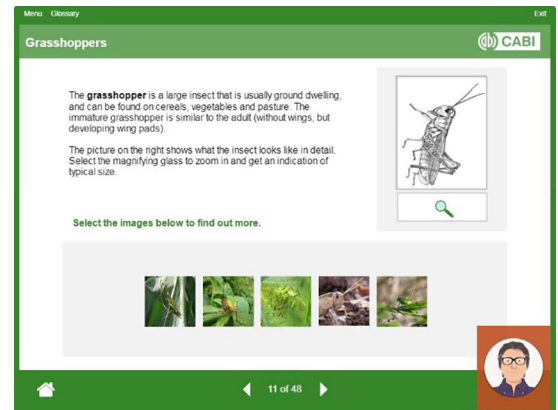 Menu Glossary Exit
Grasshoppers
CABI
The grasshopper is a large insect that is usually ground dwelling,
and can be found on cereals, vegetables and pasture. The
immature grasshopper is similar to the adult (without wings, but
developing wing pads).
The picture on the right shows what the insect looks like in detail.
Select the magnifying glass to zoom in and get an indication of
typical size.
Select the images below to find out more.
11 of 48